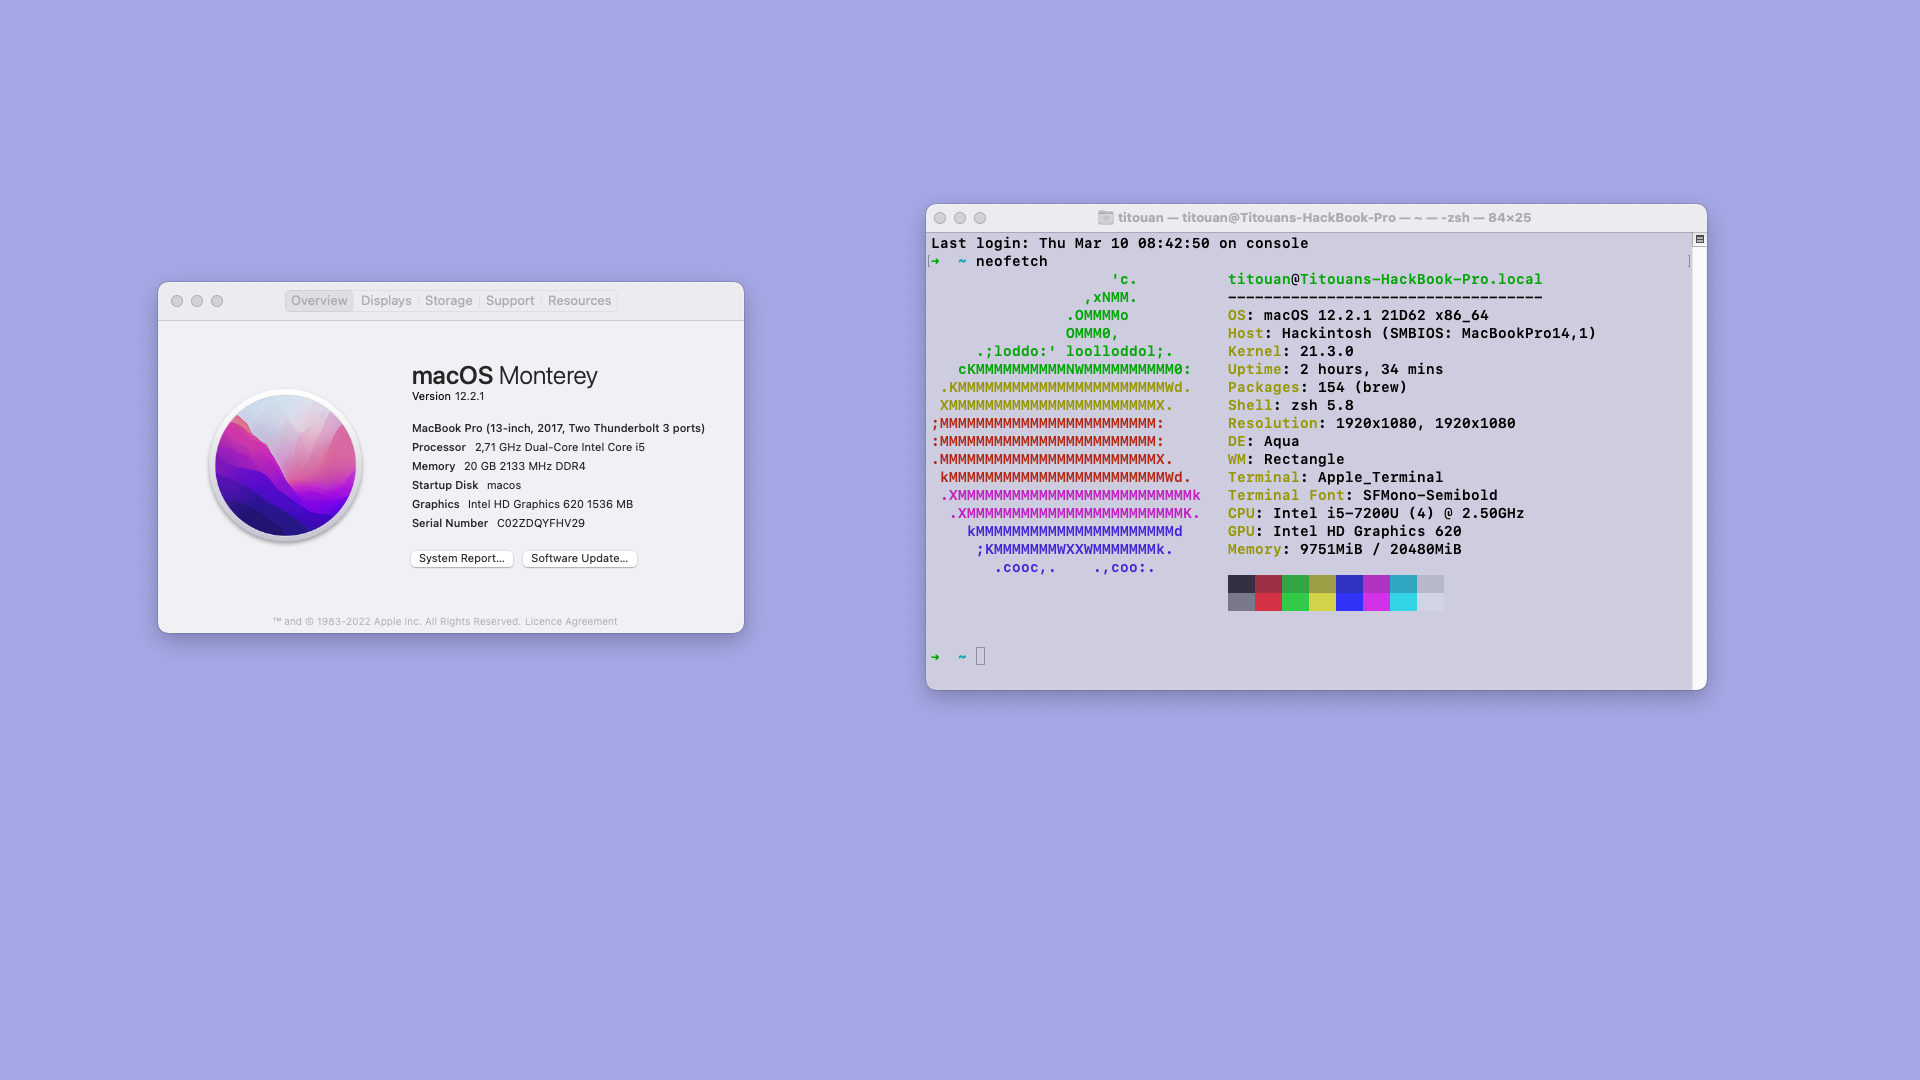 Overview Displays Storage Support Resources
macOS Monterey
Version 12.2.1
MacBook Pro (13-inch, 2017, Two Thunderbolt 3 ports)
Processor 2,71 GHz Dual-Core Intel Core i5
Memory 20 GB 2133 MHz DDR4
Startup Disk macos
Graphics Intel HD Graphics 620 1536 MB
Serial Number C02ZDQYFHV29
System Report... Software Update...
™ and © 1983-2022 Apple Inc. All Rights Reserved. Licence Agreement
titouan — titouan@Titouans-HackBook-Pro — ~ — -zsh — 84×25
Last login: Thu Mar 10 08:42:50 on console
➜ ~ neofetch
'c. titouan@Titouans-HackBook-Pro.local
,xNMM. -----------------------------------
.OMMMMo OS: macOS 12.2.1 21D62 x86_64
OMMM0, Host: Hackintosh (SMBIOS: MacBookPro14,1)
.;loddo:' loolloddol;. Kernel: 21.3.0
cKMMMMMMMMMMNWMMMMMMMMMM0: Uptime: 2 hours, 34 mins
.KMMMMMMMMMMMMMMMMMMMMMMMWd. Packages: 154 (brew)
XMMMMMMMMMMMMMMMMMMMMMMMX. Shell: zsh 5.8
;MMMMMMMMMMMMMMMMMMMMMMMM: Resolution: 1920x1080, 1920x1080
:MMMMMMMMMMMMMMMMMMMMMMMM: DE: Aqua
.MMMMMMMMMMMMMMMMMMMMMMMMX. WM: Rectangle
kMMMMMMMMMMMMMMMMMMMMMMMMWd. Terminal: Apple_Terminal
.XMMMMMMMMMMMMMMMMMMMMMMMMMMk Terminal Font: SFMono-Semibold
.XMMMMMMMMMMMMMMMMMMMMMMMMK. CPU: Intel i5-7200U (4) @ 2.50GHz
kMMMMMMMMMMMMMMMMMMMMMMd GPU: Intel HD Graphics 620
;KMMMMMMMWXXWMMMMMMMk. Memory: 9751MiB / 20480MiB
.cooc,. .,coo:.
➜ ~